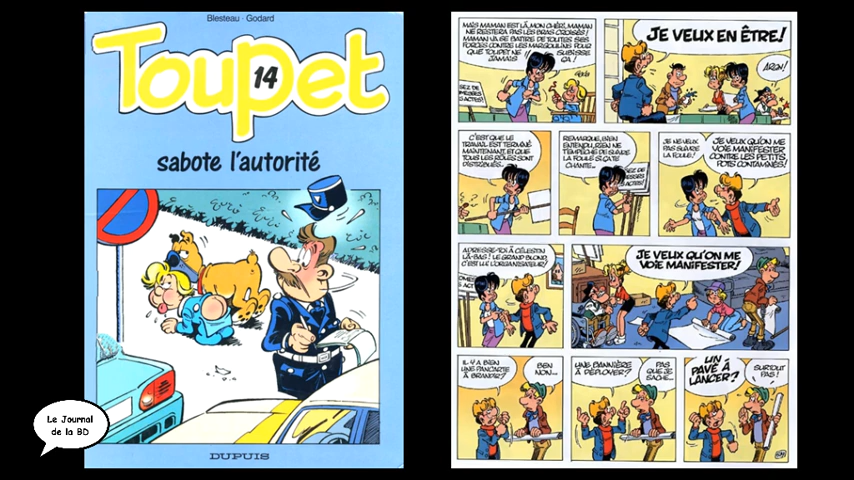 Blesteau - Godard
Toupet
14
sabote l'autorité
DUPUIS
Le Journal
de la BD
MAIS MAMAN EST LÀ, MON CHÉRI, MAMAN
NE RESTERA PAS LES BRAS CROISÉS !
MAMAN VA SE BATTRE DE TOUTES SES
FORCES CONTRE LES MARGOULINS POUR
QUE TOUPET NE SUBISSE
JAMAIS ÇA !
JE VEUX EN ÊTRE !
C'EST QUE LE
TRAVAIL EST TERMINÉ
MAINTENANT, ET QUE
TOUS LES RÔLES SONT
DISTRIBUÉS...
REMARQUE, BIEN
ENTENDU, RIEN NE
T'EMPÊCHE DE SUIVRE
LA FOULE SI ÇA TE
CHANTE...
JE NE VEUX
PAS SUIVRE
LA FOULE !
JE VEUX QU'ON ME
VOIE MANIFESTER
CONTRE LES PETITS
POTS CONTAMINÉS !
ADRESSE-TOI À CÉLESTIN
LÀ-BAS ! LE GRAND BLOND,
C'EST LUI L'ORGANISATEUR !
JE VEUX QU'ON ME
VOIE MANIFESTER !
IL Y A BIEN
UNE PANCARTE
À BRANDIR ?
BEN
NON...
UNE BANNIÈRE
À DÉPLOYER ?
PAS
QUE JE
SACHE...
UN
PAVÉ À
LANCER ?
SURTOUT
PAS !